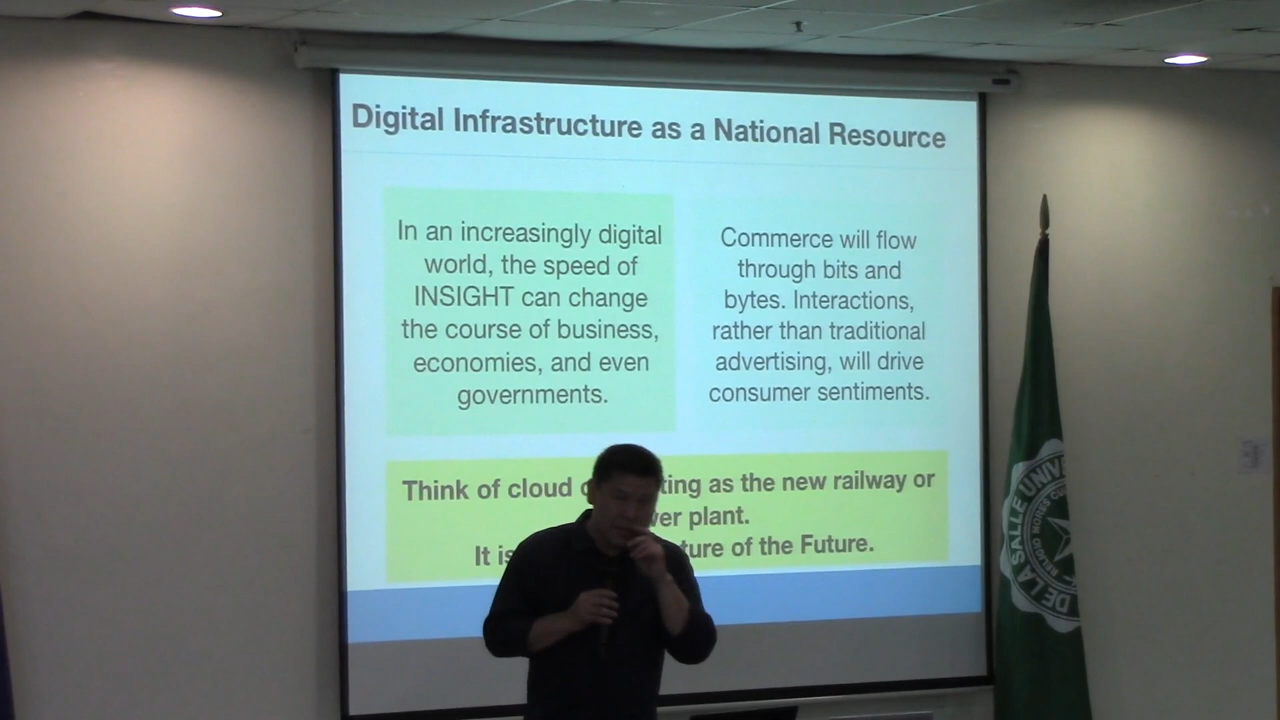 Digital Infrastructure as a National Resource
In an increasingly digital
world, the speed of
INSIGHT can change
the course of business,
economies, and even
governments.
Commerce will flow
through bits and
bytes. Interactions,
rather than traditional
advertising, will drive
consumer sentiments.
Think of cloud c ting as the new railway or
wer plant.
It is ture of the Future.
DE LA SALLE UNIVE